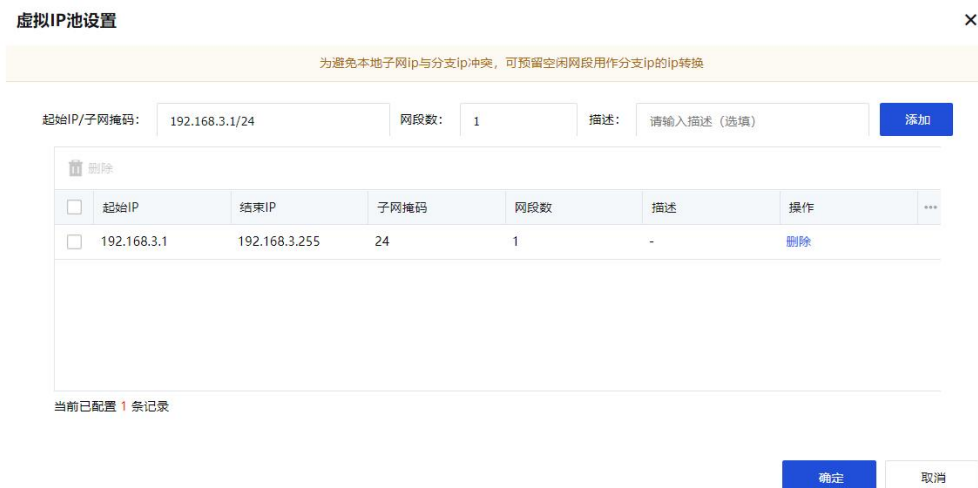 虚拟IP池设置
为避免本地子网ip与分支ip冲突，可预留空闲网段用作分支ip的ip转换
起始IP/子网掩码： 192.168.3.1/24 网段数： 1 描述： 请输入描述（选填） 添加
删除
起始IP 结束IP 子网掩码 网段数 描述 操作
192.168.3.1 192.168.3.255 24 1 - 删除
当前已配置 1 条记录
确定 取消